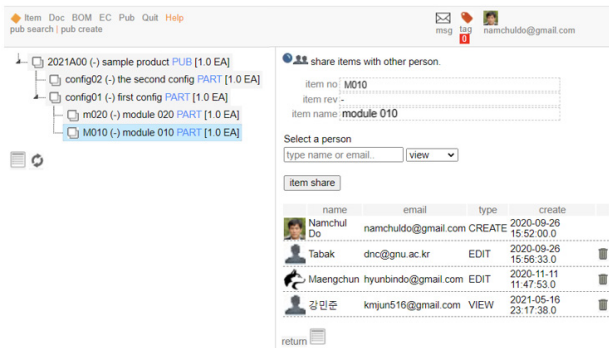 Item Doc BOM EC Pub Quit Help
pub search | pub create
msg tag namchuldo@gmail.com
0
2021A00 (-) sample product PUB [1.0 EA]
config02 (-) the second config PART [1.0 EA]
config01 (-) first config PART [1.0 EA]
m020 (-) module 020 PART [1.0 EA]
M010 (-) module 010 PART [1.0 EA]
share items with other person.
item no M010
item rev -
item name module 010
Select a person
type name or email.. view
item share
name email type create
Namchul Do namchuldo@gmail.com CREATE 2020-09-26 15:52:00.0
Tabak dnc@gnu.ac.kr EDIT 2020-09-26 15:56:33.0
Maengchun hyunbindo@gmail.com EDIT 2020-11-11 11:47:53.0
강민준 kmjun516@gmail.com VIEW 2021-05-16 23:17:38.0
return